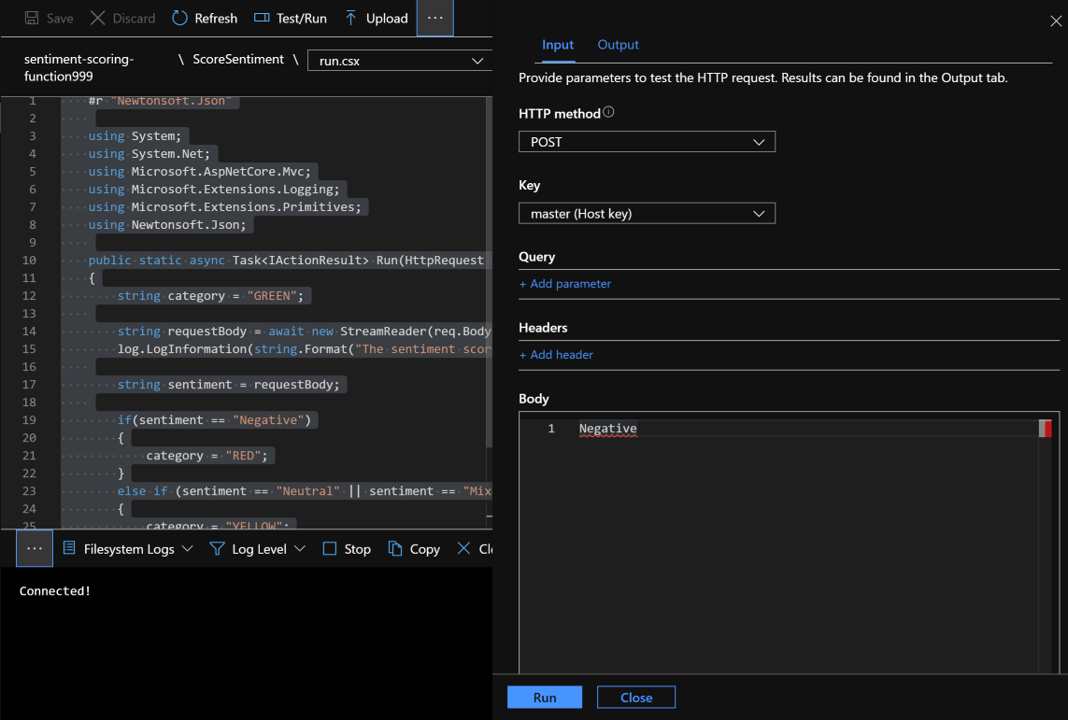 Save Discard Refresh Test/Run Upload ...
sentiment-scoring-
function999 \ ScoreSentiment \ run.csx
1 #r "Newtonsoft.Json"
2
3 using System;
4 using System.Net;
5 using Microsoft.AspNetCore.Mvc;
6 using Microsoft.Extensions.Logging;
7 using Microsoft.Extensions.Primitives;
8 using Newtonsoft.Json;
9
10 public static async Task<IActionResult> Run(HttpRequest
11 {
12 string category = "GREEN";
13
14 string requestBody = await new StreamReader(req.Body
15 log.LogInformation(string.Format("The sentiment scor
16
17 string sentiment = requestBody;
18
19 if(sentiment == "Negative")
20 {
21 category = "RED";
22 }
23 else if (sentiment == "Neutral" || sentiment == "Mix
24 {
25 category = "YELLOW";
... Filesystem Logs Log Level Stop Copy Cl
Connected!
Input Output
Provide parameters to test the HTTP request. Results can be found in the Output tab.
HTTP method
POST
Key
master (Host key)
Query
+ Add parameter
Headers
+ Add header
Body
1 Negative
Run Close